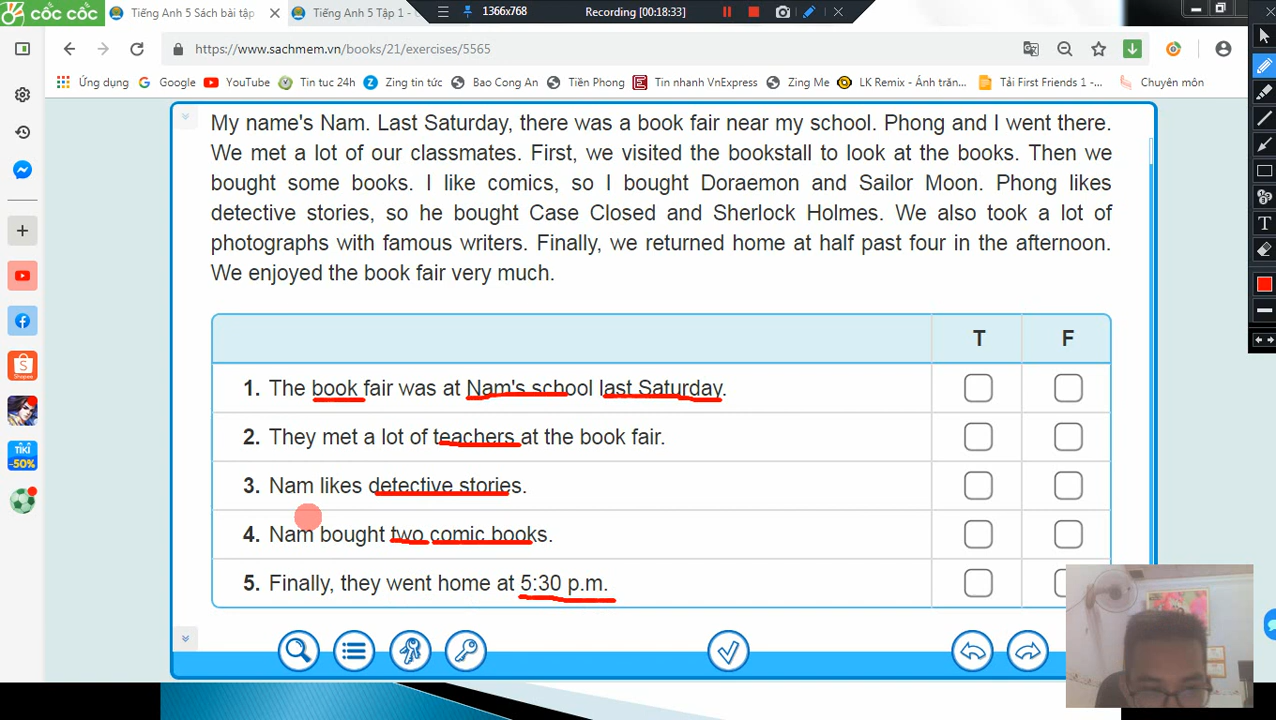 cốc cốc
Tiếng Anh 5 Sách bài tập
Tiếng Anh 5 Tập 1 -
1366x768
Recording [00:18:33]
https://www.sachmem.vn/books/21/exercises/5565
Ứng dụng
Google
YouTube
Tin tuc 24h
Zing tin tức
Bao Cong An
Tiền Phong
Tin nhanh VnExpress
Zing Me
LK Remix - Ánh trăn...
Tải First Friends 1 -...
Chuyên môn
My name's Nam. Last Saturday, there was a book fair near my school. Phong and I went there.
We met a lot of our classmates. First, we visited the bookstall to look at the books. Then we
bought some books. I like comics, so I bought Doraemon and Sailor Moon. Phong likes
detective stories, so he bought Case Closed and Sherlock Holmes. We also took a lot of
photographs with famous writers. Finally, we returned home at half past four in the afternoon.
We enjoyed the book fair very much.
T F
1. The book fair was at Nam's school last Saturday.
2. They met a lot of teachers at the book fair.
3. Nam likes detective stories.
4. Nam bought two comic books.
5. Finally, they went home at 5:30 p.m.
Shopee
TIKI
-50%
T